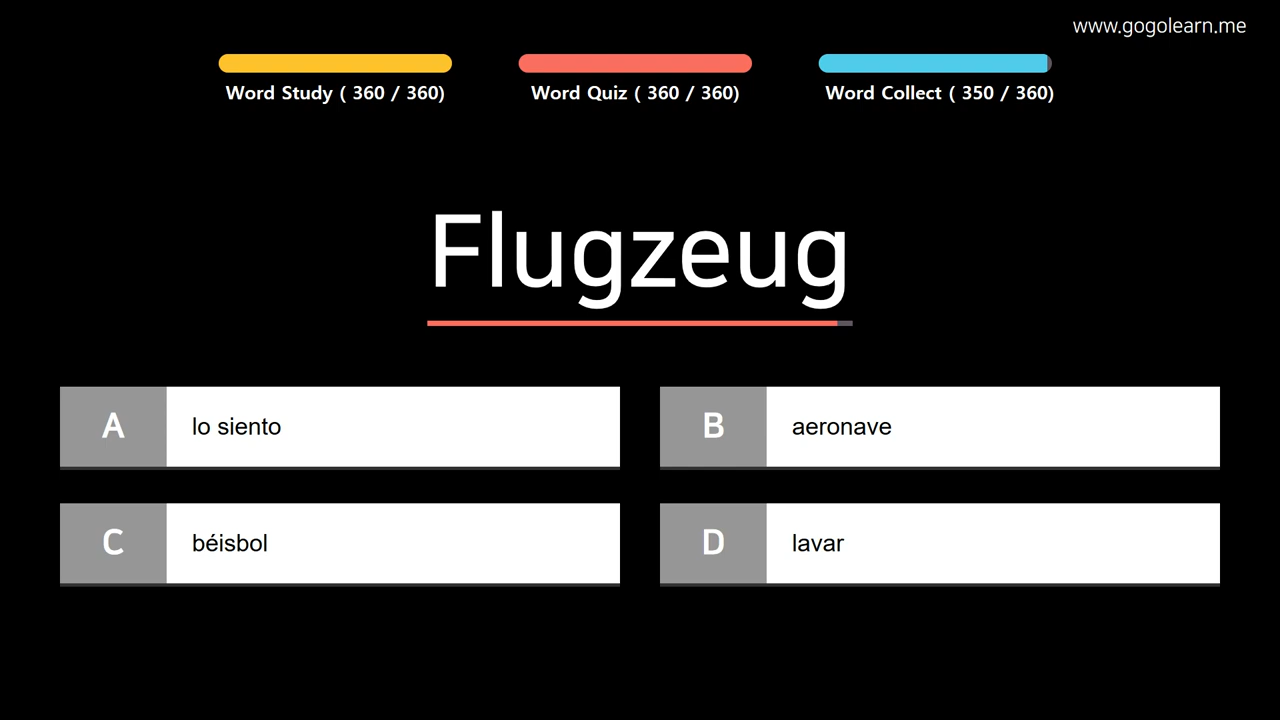 www.gogolearn.me
Word Study ( 360 / 360)
Word Quiz ( 360 / 360)
Word Collect ( 350 / 360)
Flugzeug
A
lo siento
B
aeronave
C
béisbol
D
lavar